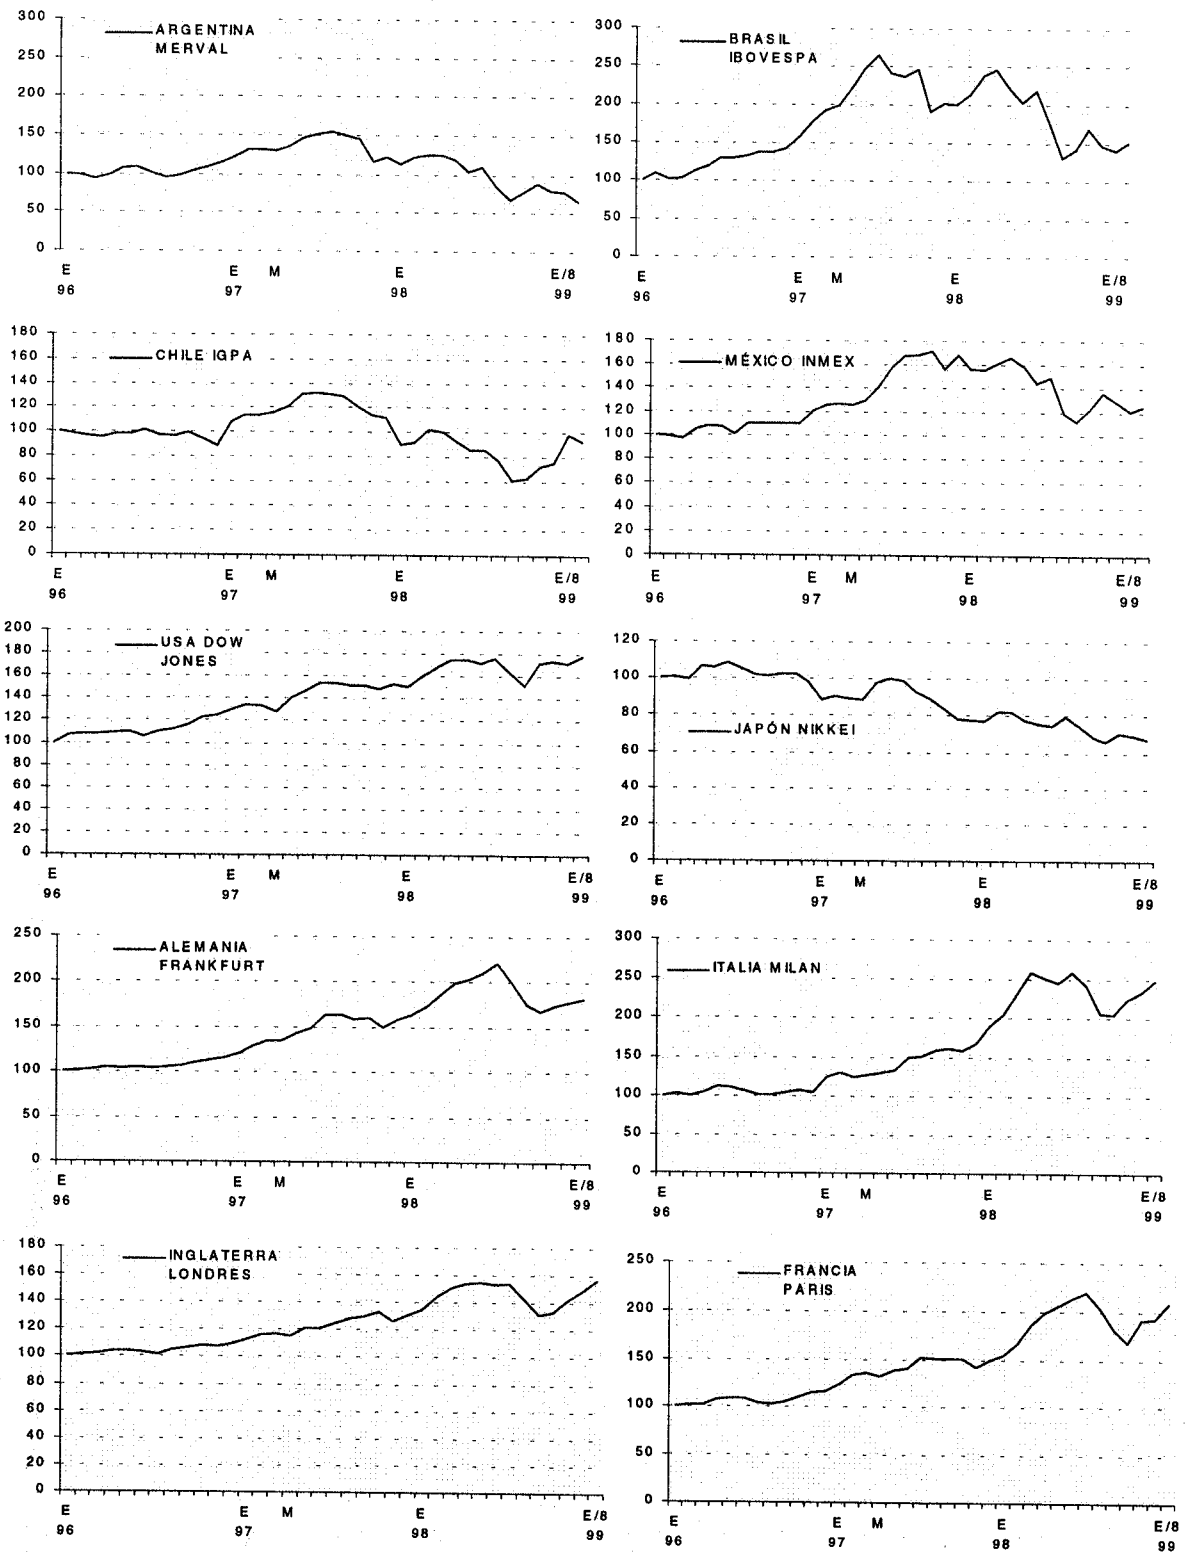 300
250
200
150
100
50
0
ARGENTINA
MERVAL
E E M E E/8
96 97 98 99
300
250
200
150
100
50
0
BRASIL
IBOVESPA
E E M E E/8
96 97 98 99
180
160
140
120
100
80
60
40
20
0
CHILE IGPA
E E M E E/8
96 97 98 99
180
160
140
120
100
80
60
40
20
0
MÉXICO INMEX
E E M E E/8
96 97 98 99
200
180
160
140
120
100
80
60
40
20
0
USA DOW
JONES
E E M E E/8
96 97 98 99
120
100
80
60
40
20
0
JAPÓN NIKKEI
E E M E E/8
96 97 98 99
250
200
150
100
50
0
ALEMANIA
FRANKFURT
E E M E E/8
96 97 98 99
300
250
200
150
100
50
0
ITALIA MILAN
E E M E E/8
96 97 98 99
180
160
140
120
100
80
60
40
20
0
INGLATERRA
LONDRES
E E M E E/8
96 97 98 99
250
200
150
100
50
0
FRANCIA
PARIS
E E M E E/8
96 97 98 99